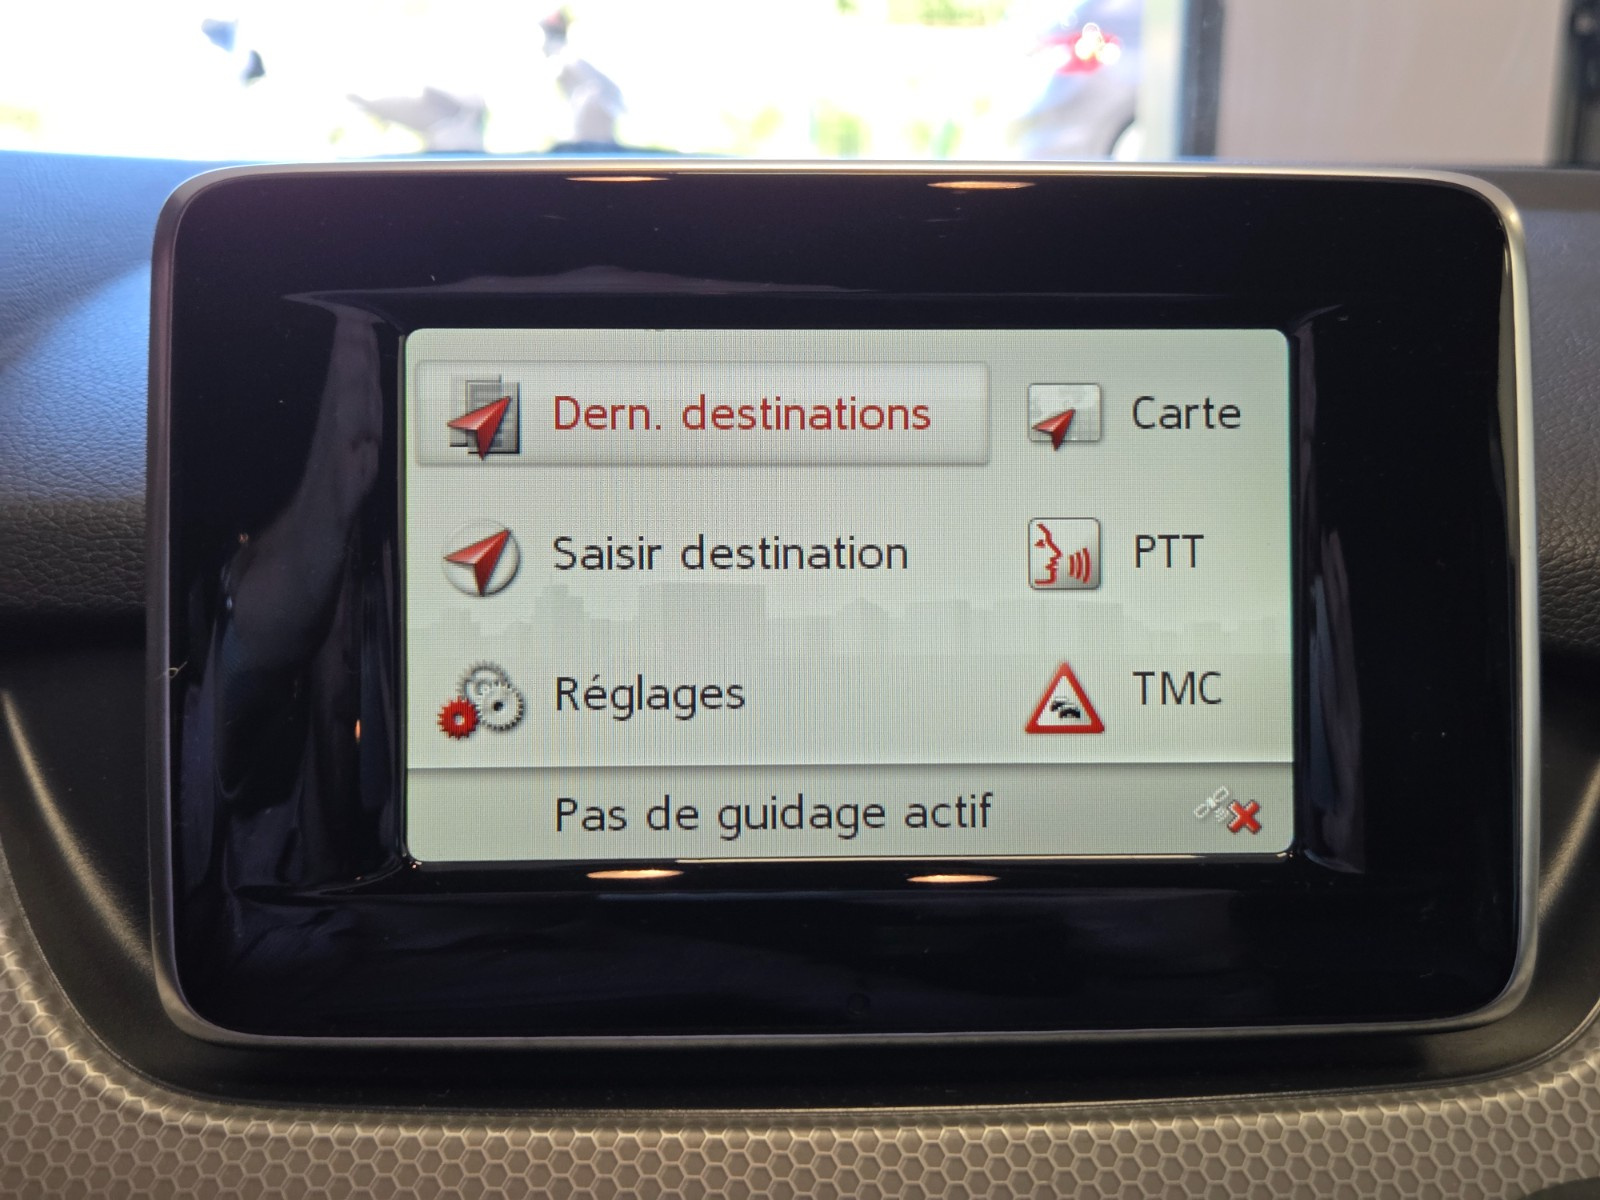 Dern. destinations
Carte
Saisir destination
PTT
Réglages
TMC
Pas de guidage actif